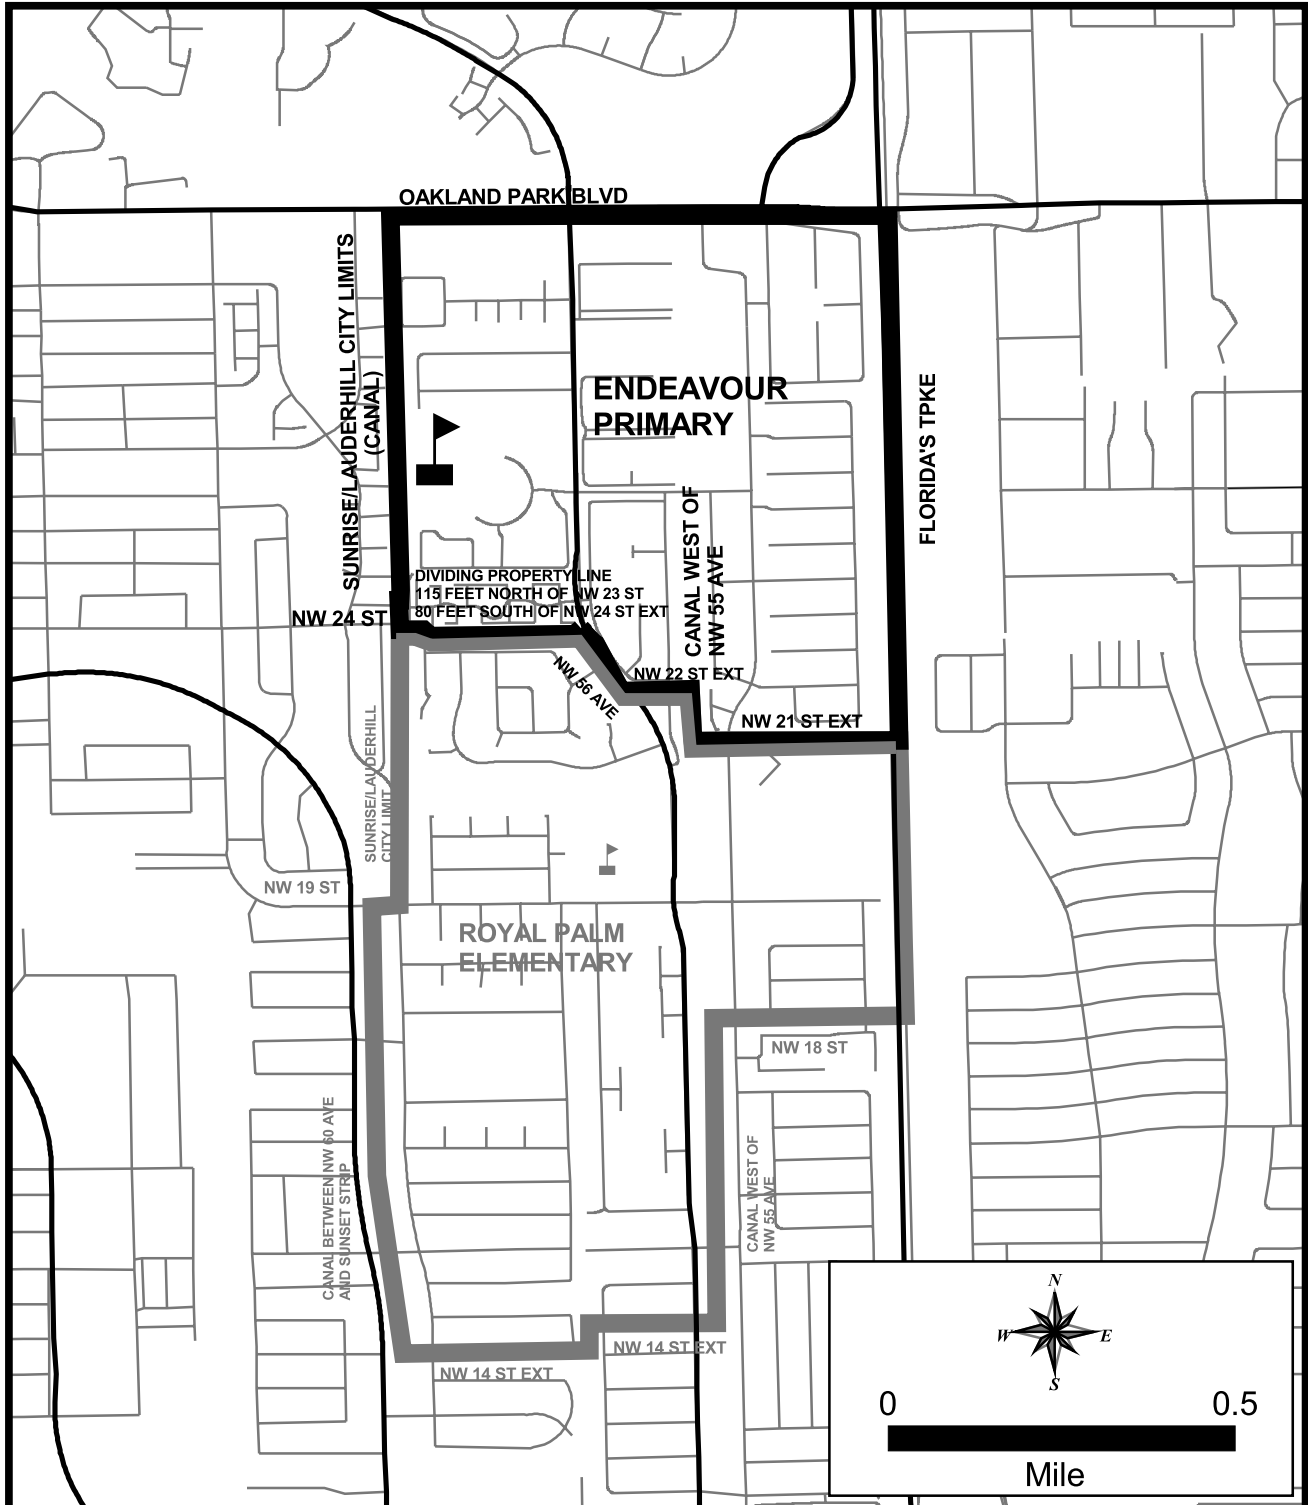 OAKLAND PARK BLVD
SUNRISE/LAUDERHILL CITY LIMITS
(CANAL)
ENDEAVOUR
PRIMARY
FLORIDA'S TPKE
CANAL WEST OF
NW 55 AVE
DIVIDING PROPERTY LINE
115 FEET NORTH OF NW 23 ST
80 FEET SOUTH OF NW 24 ST EXT
NW 24 ST
NW 56 AVE
NW 22 ST EXT
NW 21 ST EXT
SUNRISE/LAUDERHILL
CITY LIMIT
NW 19 ST
ROYAL PALM
ELEMENTARY
NW 18 ST
CANAL BETWEEN NW 60 AVE
AND SUNSET STRIP
CANAL WEST OF
NW 55 AVE
NW 14 ST EXT
NW 14 ST EXT
N
W E
S
0 0.5
Mile